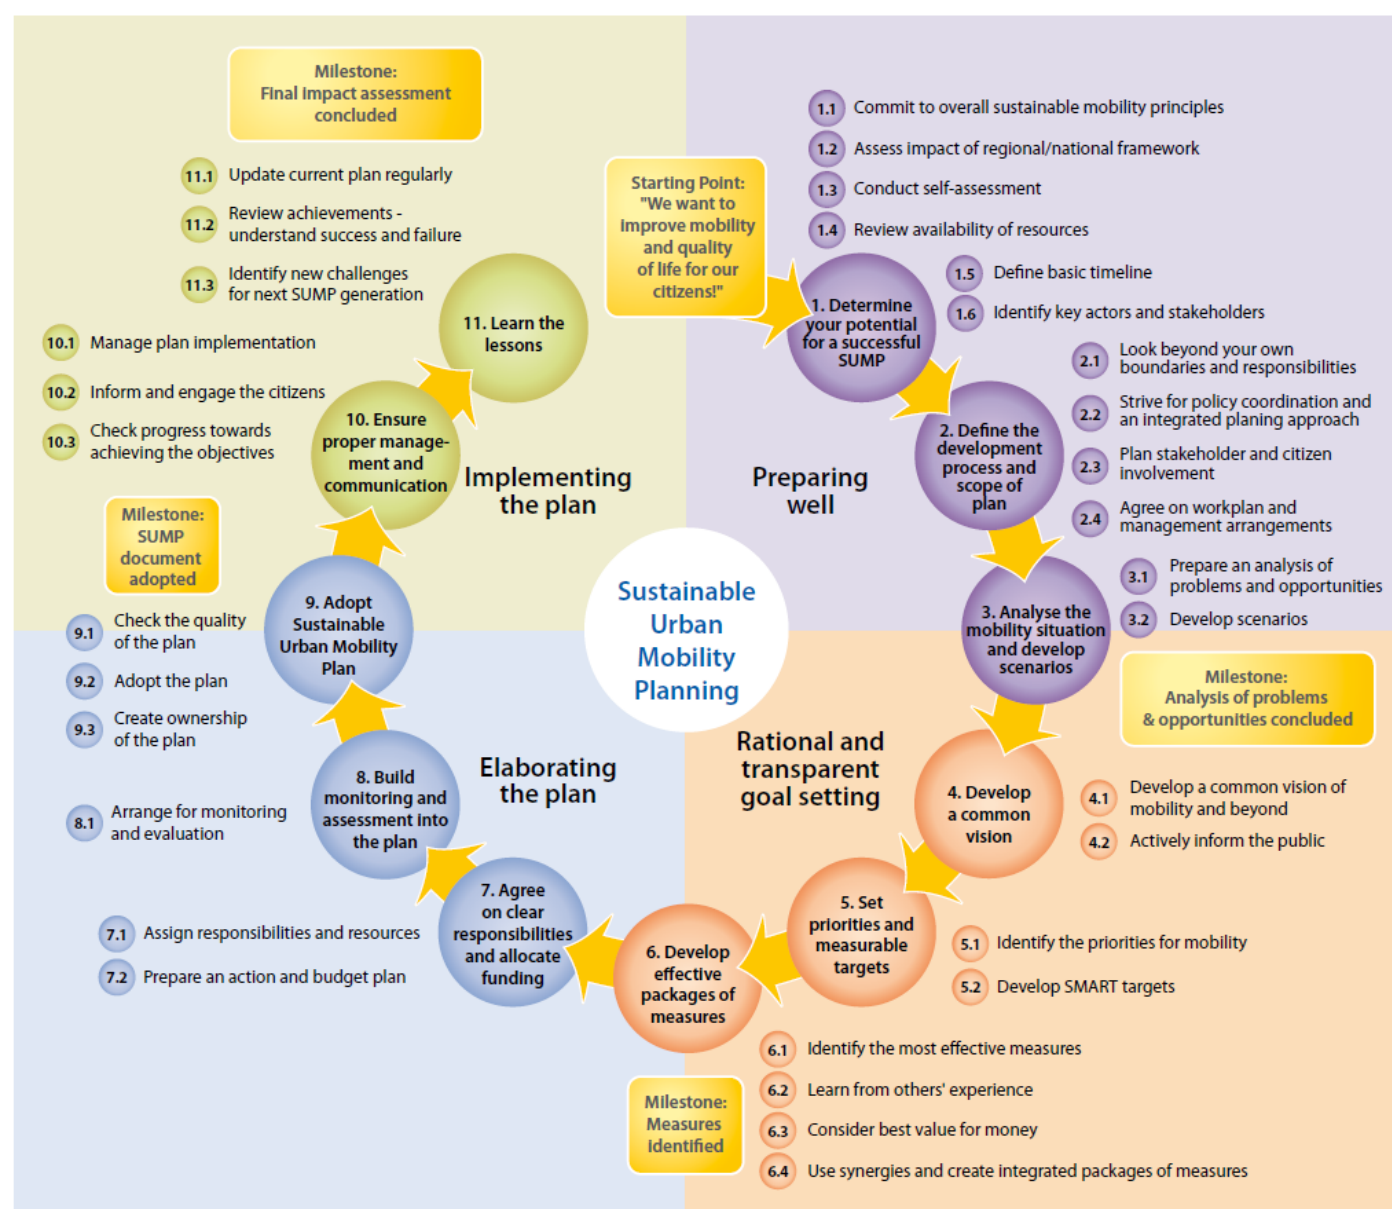 Milestone:
Final impact assessment
concluded
11.1 Update current plan regularly
11.2 Review achievements -
understand success and failure
11.3 Identify new challenges
for next SUMP generation
11. Learn the
lessons
10.1 Manage plan implementation
10.2 Inform and engage the citizens
10.3 Check progress towards
achieving the objectives
10. Ensure
proper manage-
ment and
communication
Implementing
the plan
Starting Point:
"We want to
improve mobility
and quality
of life for our
citizens!"
1.1 Commit to overall sustainable mobility principles
1.2 Assess impact of regional/national framework
1.3 Conduct self-assessment
1.4 Review availability of resources
1.5 Define basic timeline
1.6 Identify key actors and stakeholders
1. Determine
your potential
for a successful
SUMP
2.1 Look beyond your own
boundaries and responsibilities
2.2 Strive for policy coordination and
an integrated planing approach
2.3 Plan stakeholder and citizen
involvement
2.4 Agree on workplan and
management arrangements
2. Define the
development
process and
scope of
plan
Preparing
well
3.1 Prepare an analysis of
problems and opportunities
3.2 Develop scenarios
3. Analyse the
mobility situation
and develop
scenarios
Milestone:
Analysis of problems
& opportunities concluded
Sustainable
Urban
Mobility
Planning
Rational and
transparent
goal setting
4. Develop
a common
vision
4.1 Develop a common vision of
mobility and beyond
4.2 Actively inform the public
5. Set
priorities and
measurable
targets
5.1 Identify the priorities for mobility
5.2 Develop SMART targets
6. Develop
effective
packages of
measures
6.1 Identify the most effective measures
6.2 Learn from others' experience
6.3 Consider best value for money
6.4 Use synergies and create integrated packages of measures
Milestone:
Measures
identified
7. Agree
on clear
responsibilities
and allocate
funding
7.1 Assign responsibilities and resources
7.2 Prepare an action and budget plan
Elaborating
the plan
8. Build
monitoring and
assessment into
the plan
8.1 Arrange for monitoring
and evaluation
9. Adopt
Sustainable
Urban Mobility
Plan
9.1 Check the quality
of the plan
9.2 Adopt the plan
9.3 Create ownership
of the plan
Milestone:
SUMP
document
adopted